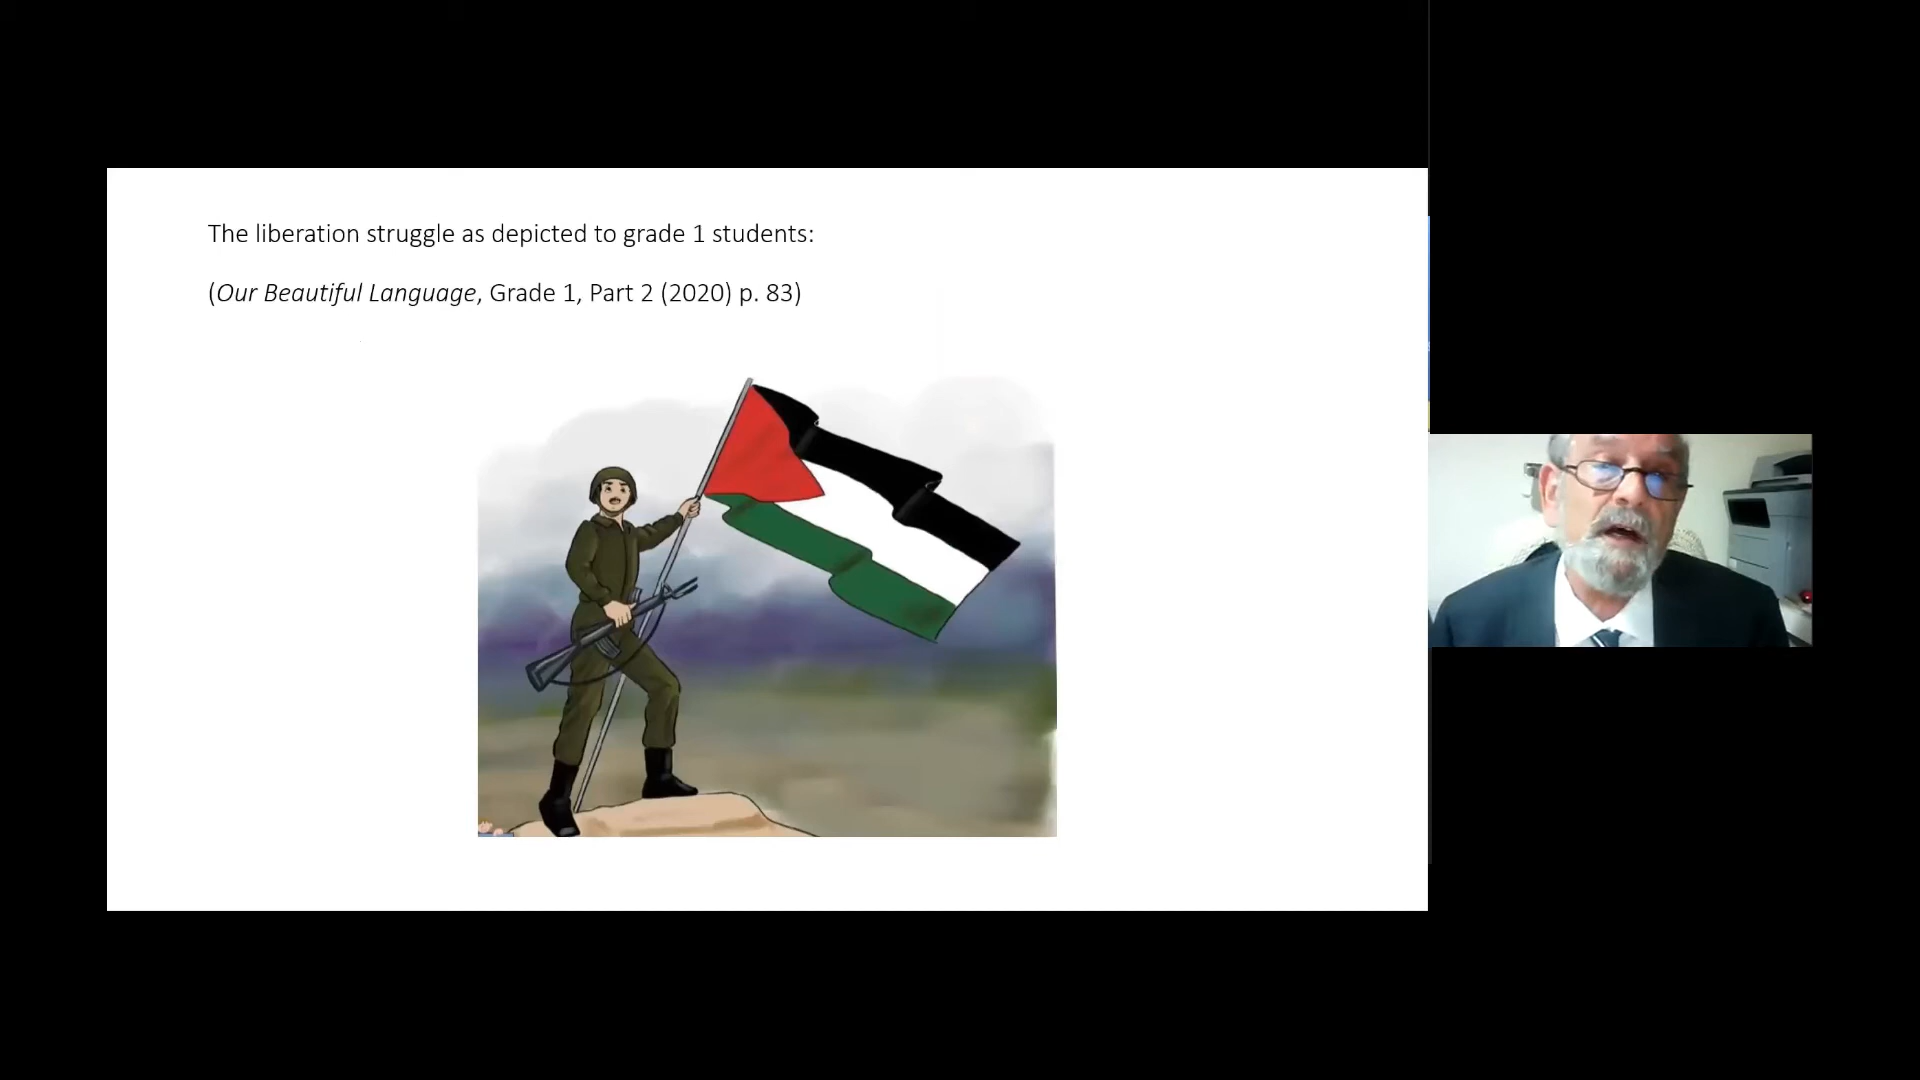 The liberation struggle as depicted to grade 1 students:
(Our Beautiful Language, Grade 1, Part 2 (2020) p. 83)